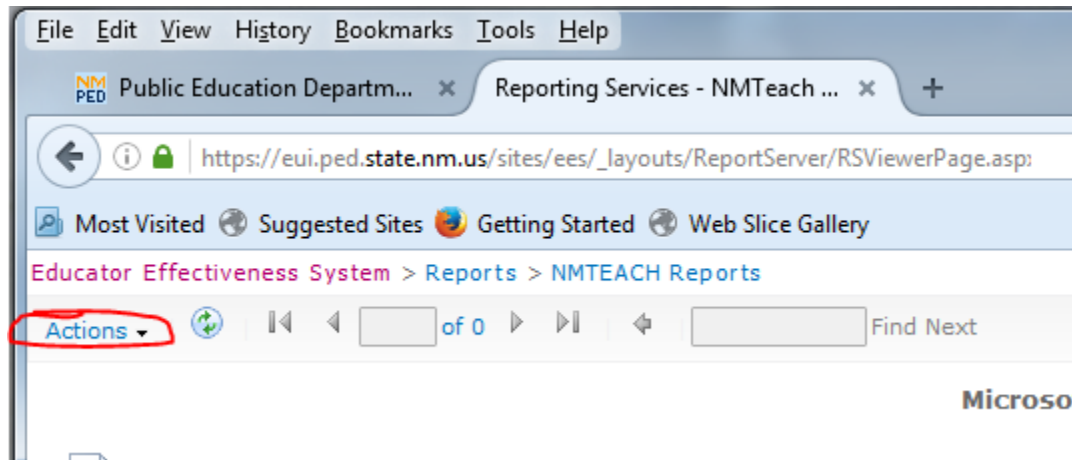 File Edit View History Bookmarks Tools Help
NM PED Public Education Departm... Reporting Services - NMTeach ...
https://eui.ped.state.nm.us/sites/ees/_layouts/ReportServer/RSViewerPage.asp
Most Visited Suggested Sites Getting Started Web Slice Gallery
Educator Effectiveness System > Reports > NMTEACH Reports
Actions of 0 Find Next
Microso